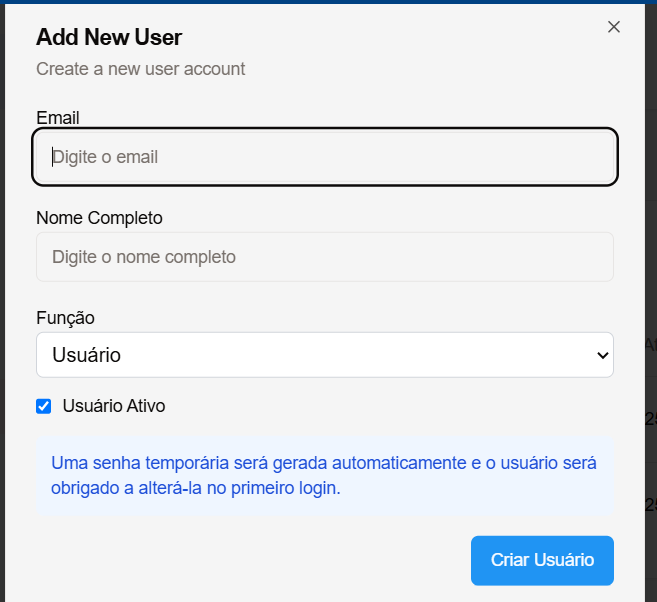 Add New User
Create a new user account
Email
Digite o email
Nome Completo
Digite o nome completo
Função
Usuário
Usuário Ativo
Uma senha temporária será gerada automaticamente e o usuário será
obrigado a alterá-la no primeiro login.
Criar Usuário